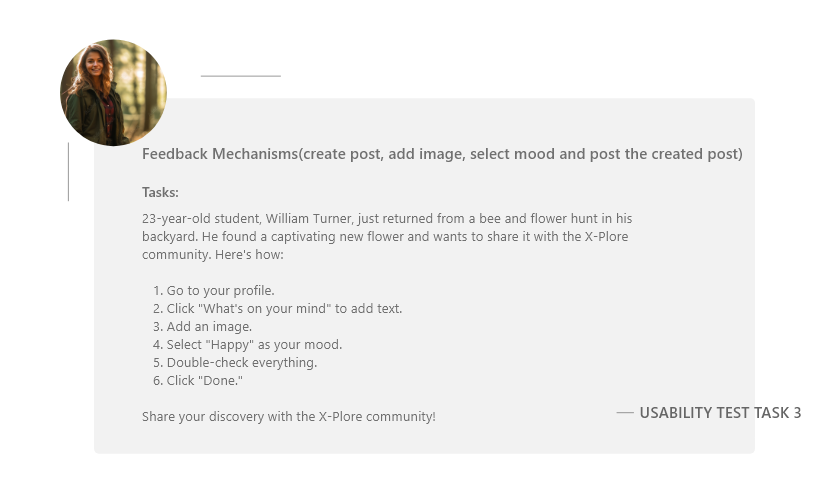 Feedback Mechanisms(create post, add image, select mood and post the created post)
Tasks:
23-year-old student, William Turner, just returned from a bee and flower hunt in his
backyard. He found a captivating new flower and wants to share it with the X-Plore
community. Here's how:
1. Go to your profile.
2. Click "What's on your mind" to add text.
3. Add an image.
4. Select "Happy" as your mood.
5. Double-check everything.
6. Click "Done."
Share your discovery with the X-Plore community!
— USABILITY TEST TASK 3